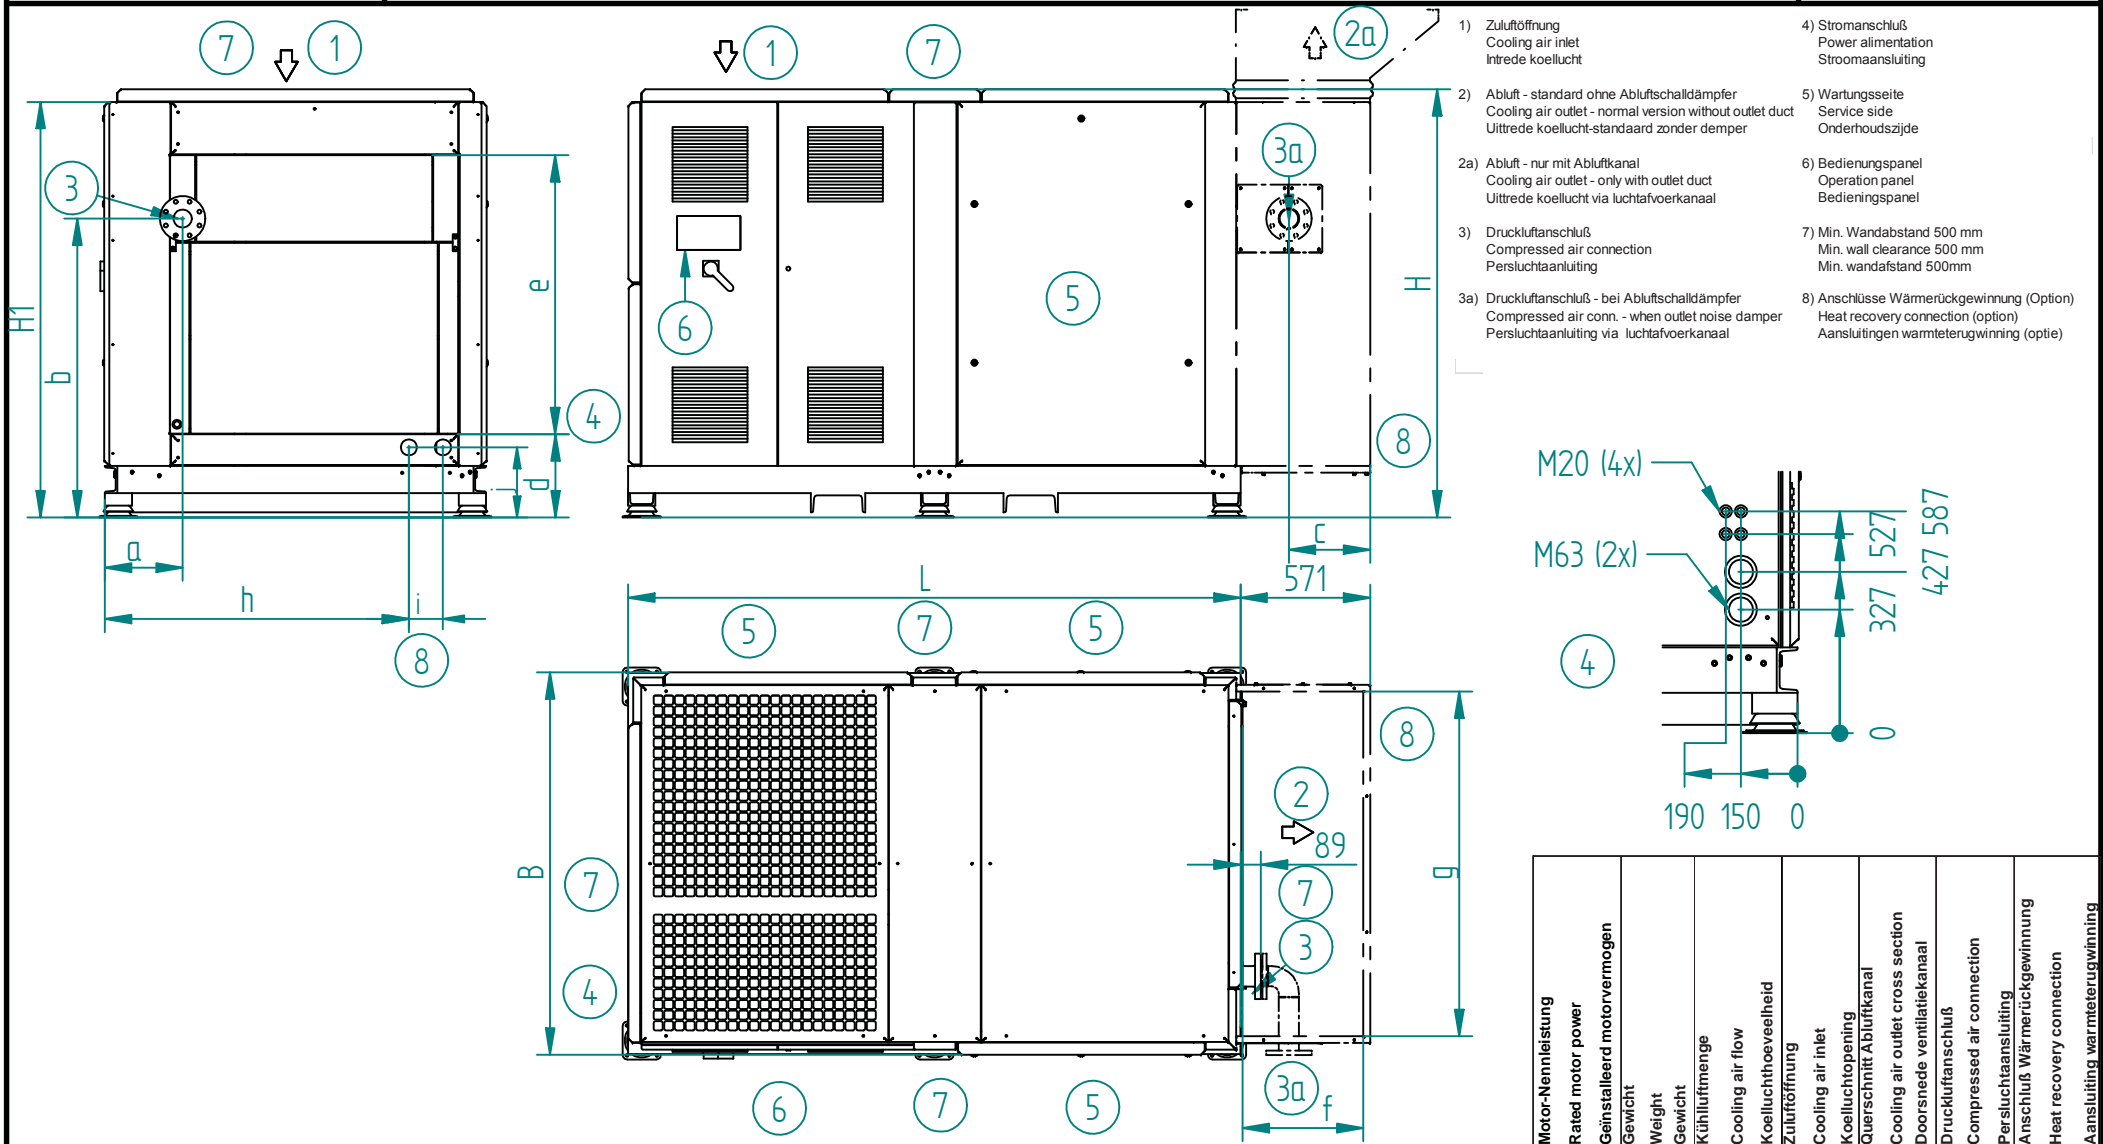 7
1
1
7
2a
3
3a
H1
b
e
6
5
H
4
8
j
d
a
c
h
i
8
L
571
5
7
5
B
7
4
8
2
89
7
3
g
3a
f
6
7
5
1) Zuluftöffnung
Cooling air inlet
Intrede koellucht
2) Abluft - standard ohne Abluftschalldämpfer
Cooling air outlet - normal version without outlet duct
Uittrede koellucht-standaard zonder demper
2a) Abluft - nur mit Abluftkanal
Cooling air outlet - only with outlet duct
Uittrede koellucht via luchtafvoerkanaal
3) Druckluftanschluß
Compressed air connection
Persluchtaanluiting
3a) Druckluftanschluß - bei Abluftschalldämpfer
Compressed air conn. - when outlet noise damper
Persluchtaanluiting via luchtafvoerkanaal
4) Stromanschluß
Power alimentation
Stroomaansluiting
5) Wartungsseite
Service side
Onderhoudszijde
6) Bedienungspanel
Operation panel
Bedieningspanel
7) Min. Wandabstand 500 mm
Min. wall clearance 500 mm
Min. wandafstand 500mm
8) Anschlüsse Wärmerückgewinnung (Option)
Heat recovery connection (option)
Aansluitingen warmteterugwinning (optie)
M20 (4x)
M63 (2x)
4
327 527
427 587
0
190 150 0
Motor-Nennleistung
Rated motor power
Geïnstalleerd motorvermogen
Gewicht
Weight
Gewicht
Kühlluftmenge
Cooling air flow
Koelluchthoeveelheid
Zuluftöffnung
Cooling air inlet
Koelluchtopening
Querschnitt Abluftkanal
Cooling air outlet cross section
Doorsnede ventilatiekanaal
Druckluftanschluß
Compressed air connection
Persluchtansluiting
Anschluß Wärmerückgewinnung
Heat recovery connection
Aansluiting warmteterugwinning